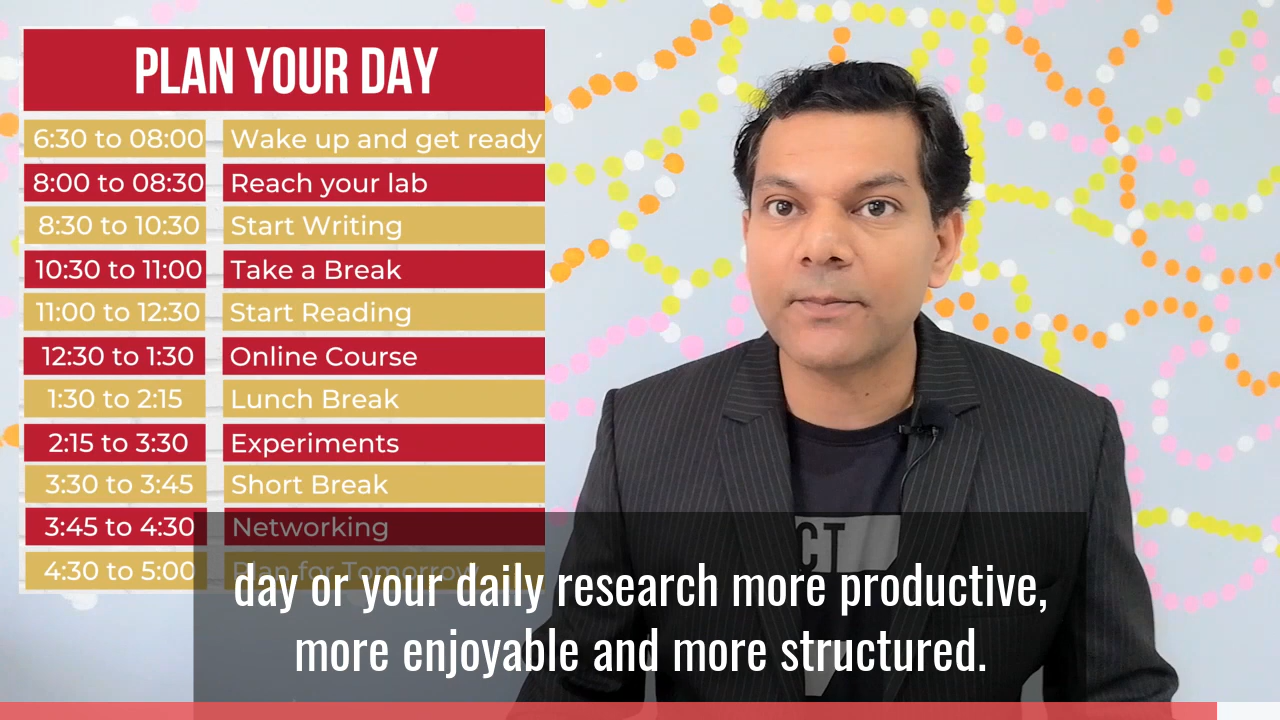 PLAN YOUR DAY
6:30 to 08:00 Wake up and get ready
8:00 to 08:30 Reach your lab
8:30 to 10:30 Start Writing
10:30 to 11:00 Take a Break
11:00 to 12:30 Start Reading
12:30 to 1:30 Online Course
1:30 to 2:15 Lunch Break
2:15 to 3:30 Experiments
3:30 to 3:45 Short Break
3:45 to 4:30 Networking
4:30 to 5:00 Plan for Tomorrow
CT
day or your daily research more productive,
more enjoyable and more structured.